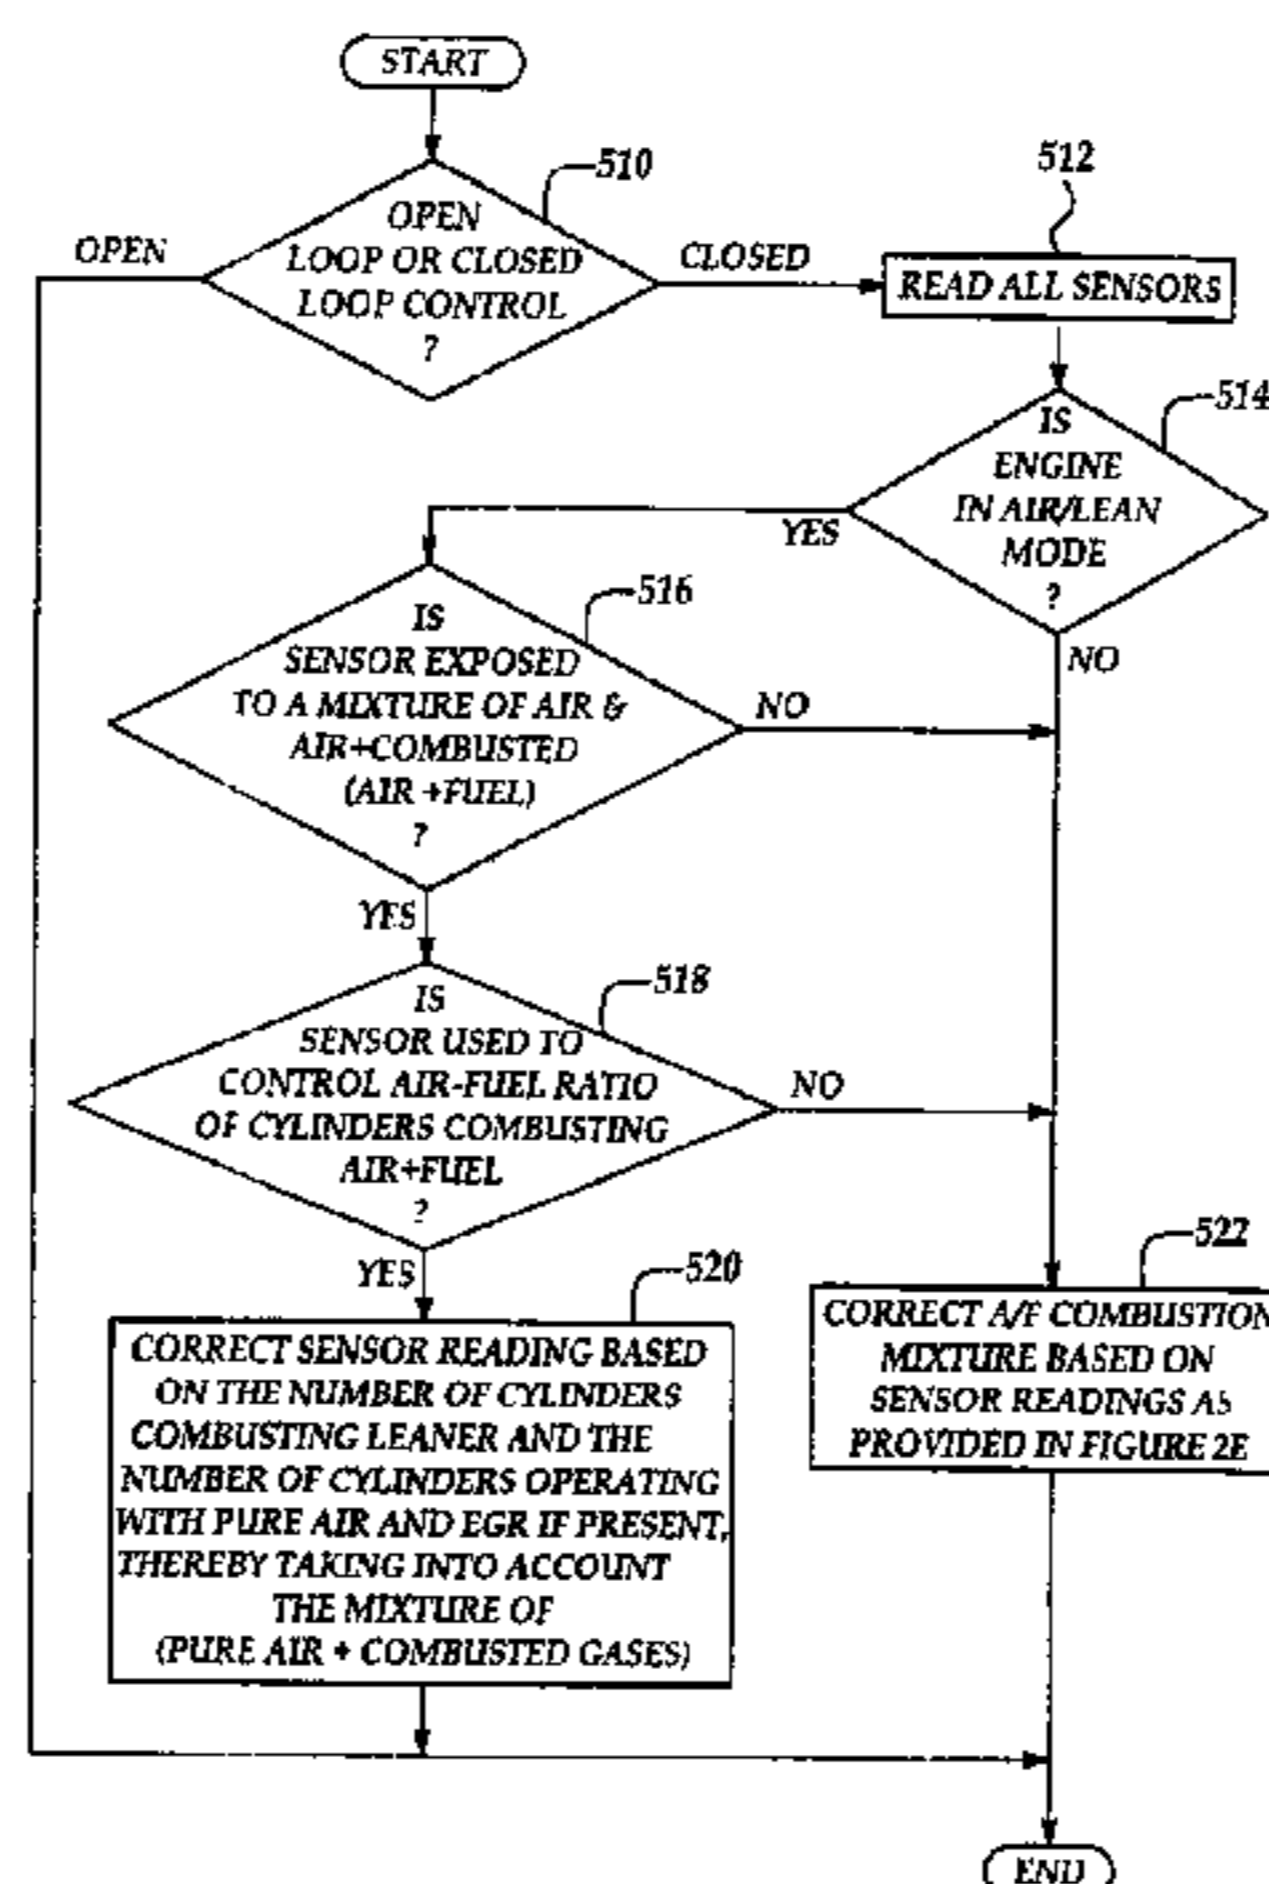 START
510
OPEN
LOOP OR CLOSED
LOOP CONTROL
?
OPEN
CLOSED
512
READ ALL SENSORS
514
IS
ENGINE
IN AIR/LEAN
MODE
?
YES
NO
516
IS
SENSOR EXPOSED
TO A MIXTURE OF AIR &
AIR+COMBUSTED
(AIR +FUEL)
?
NO
YES
518
IS
SENSOR USED TO
CONTROL AIR-FUEL RATIO
OF CYLINDERS COMBUSTING
AIR+FUEL
?
NO
YES
520
CORRECT SENSOR READING BASED
ON THE NUMBER OF CYLINDERS
COMBUSTING LEANER AND THE
NUMBER OF CYLINDERS OPERATING
WITH PURE AIR AND EGR IF PRESENT,
THEREBY TAKING INTO ACCOUNT
THE MIXTURE OF
(PURE AIR + COMBUSTED GASES)
522
CORRECT A/F COMBUSTION
MIXTURE BASED ON
SENSOR READINGS AS
PROVIDED IN FIGURE 2E
END